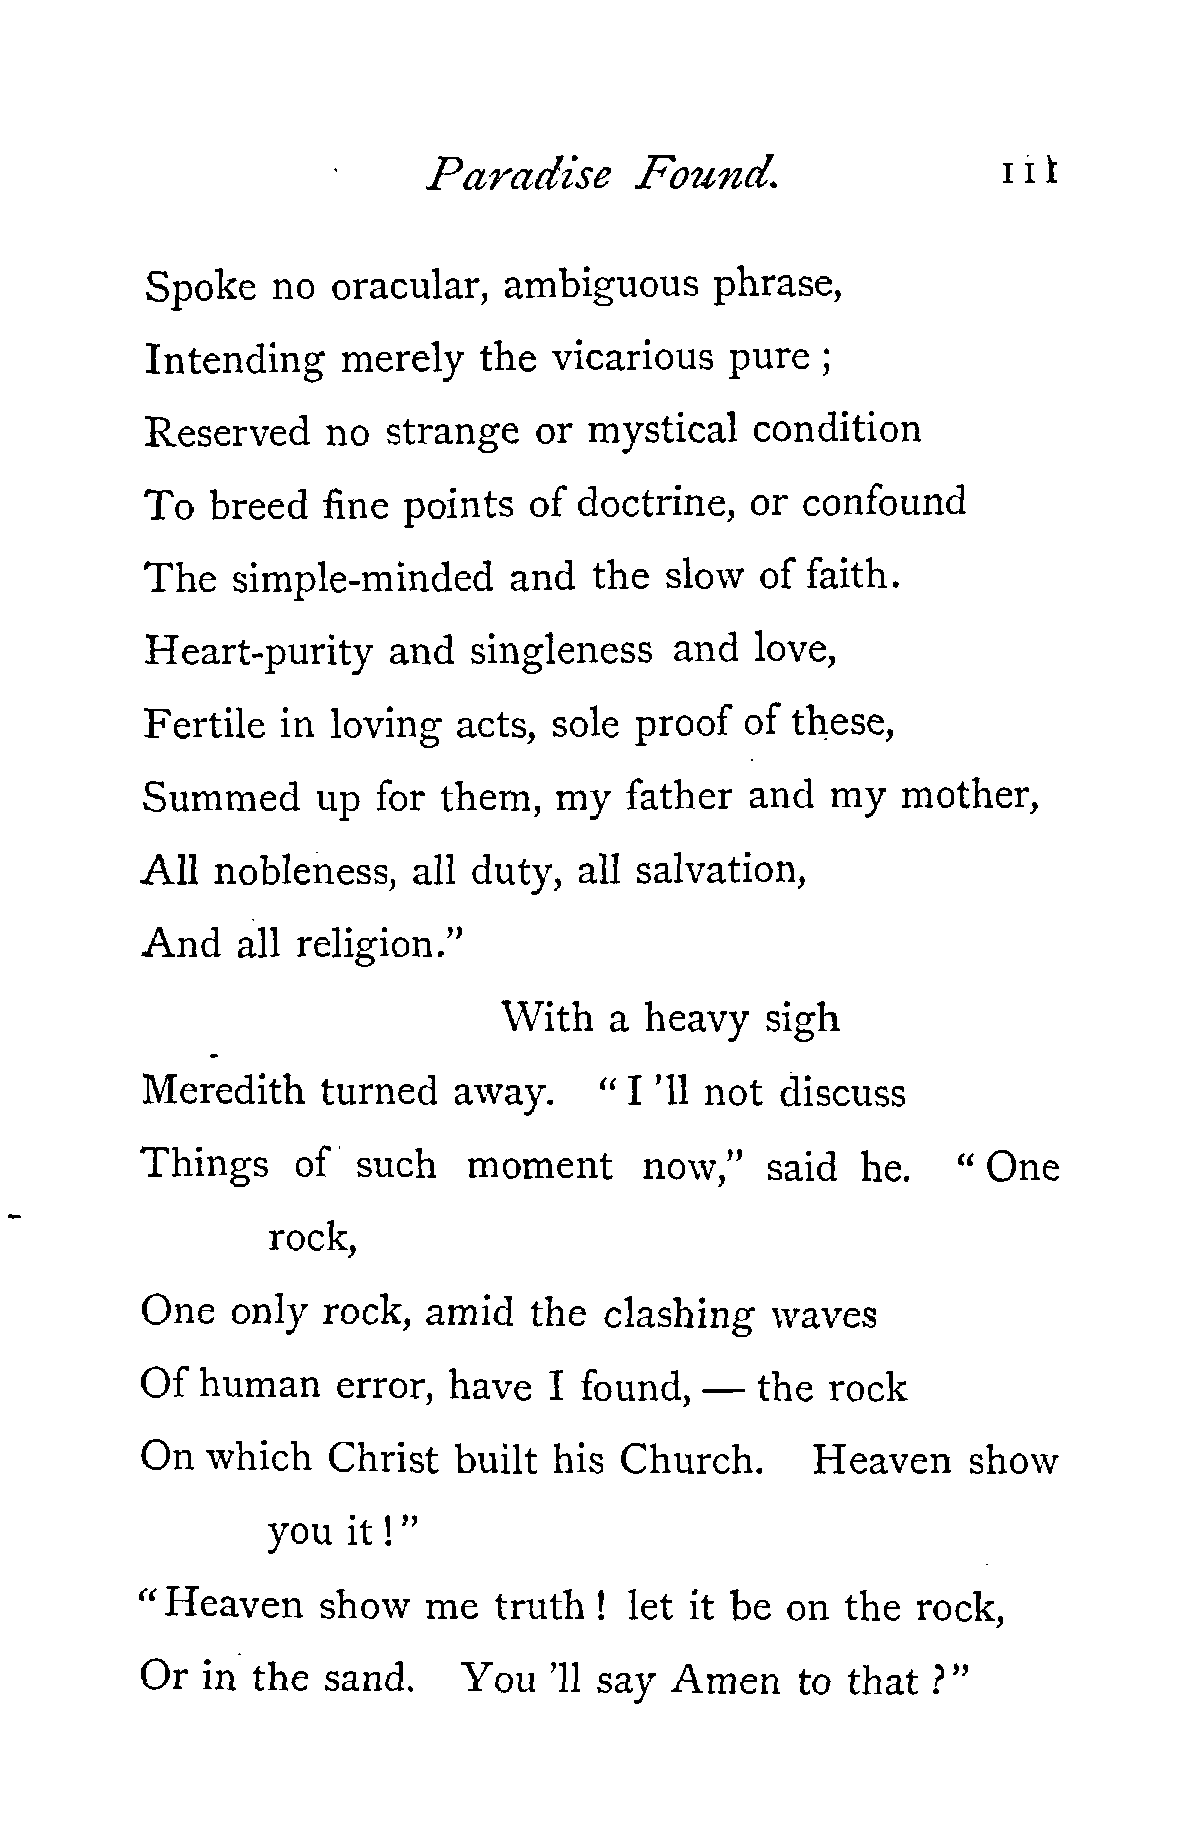 Paradise Found. 111
Spoke no oracular, ambiguous phrase,
Intending merely the vicarious pure ;
Reserved no strange or mystical condition
To breed fine points of doctrine, or confound
The simple-minded and the slow of faith.
Heart-purity and singleness and love,
Fertile in loving acts, sole proof of these,
Summed up for them, my father and my mother,
All nobleness, all duty, all salvation,
And all religion.”
With a heavy sigh
Meredith turned away. “ I ’ll not discuss
Things of such moment now,” said he. “ One
rock,
One only rock, amid the clashing waves
Of human error, have I found, — the rock
On which Christ built his Church. Heaven show
you it ! ”
“ Heaven show me truth ! let it be on the rock,
Or in the sand. You ’ll say Amen to that ? ”